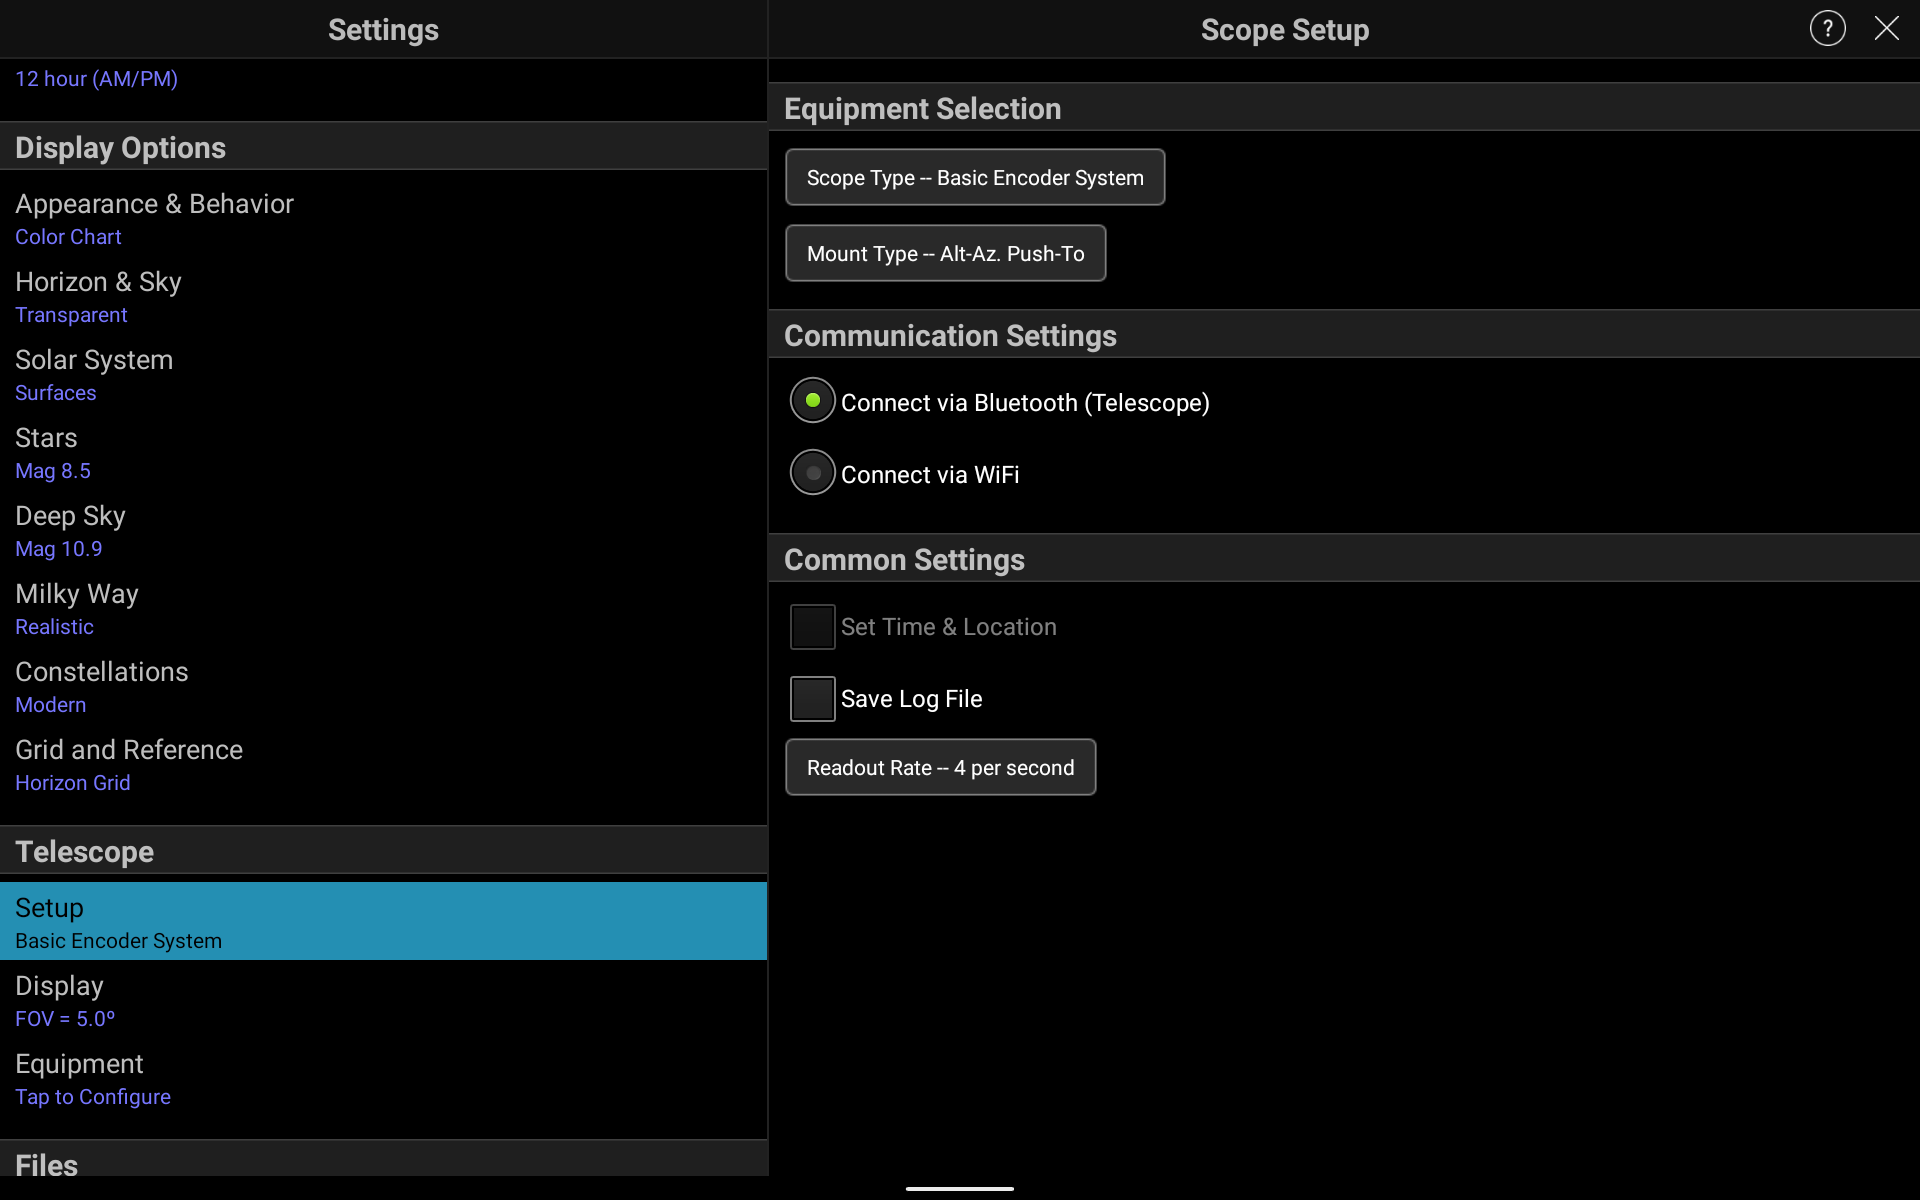 Settings
12 hour (AM/PM)
Display Options
Appearance & Behavior
Color Chart
Horizon & Sky
Transparent
Solar System
Surfaces
Stars
Mag 8.5
Deep Sky
Mag 10.9
Milky Way
Realistic
Constellations
Modern
Grid and Reference
Horizon Grid
Telescope
Setup
Basic Encoder System
Display
FOV = 5.0º
Equipment
Tap to Configure
Files
Scope Setup
?
Equipment Selection
Scope Type -- Basic Encoder System
Mount Type -- Alt-Az. Push-To
Communication Settings
Connect via Bluetooth (Telescope)
Connect via WiFi
Common Settings
Set Time & Location
Save Log File
Readout Rate -- 4 per second